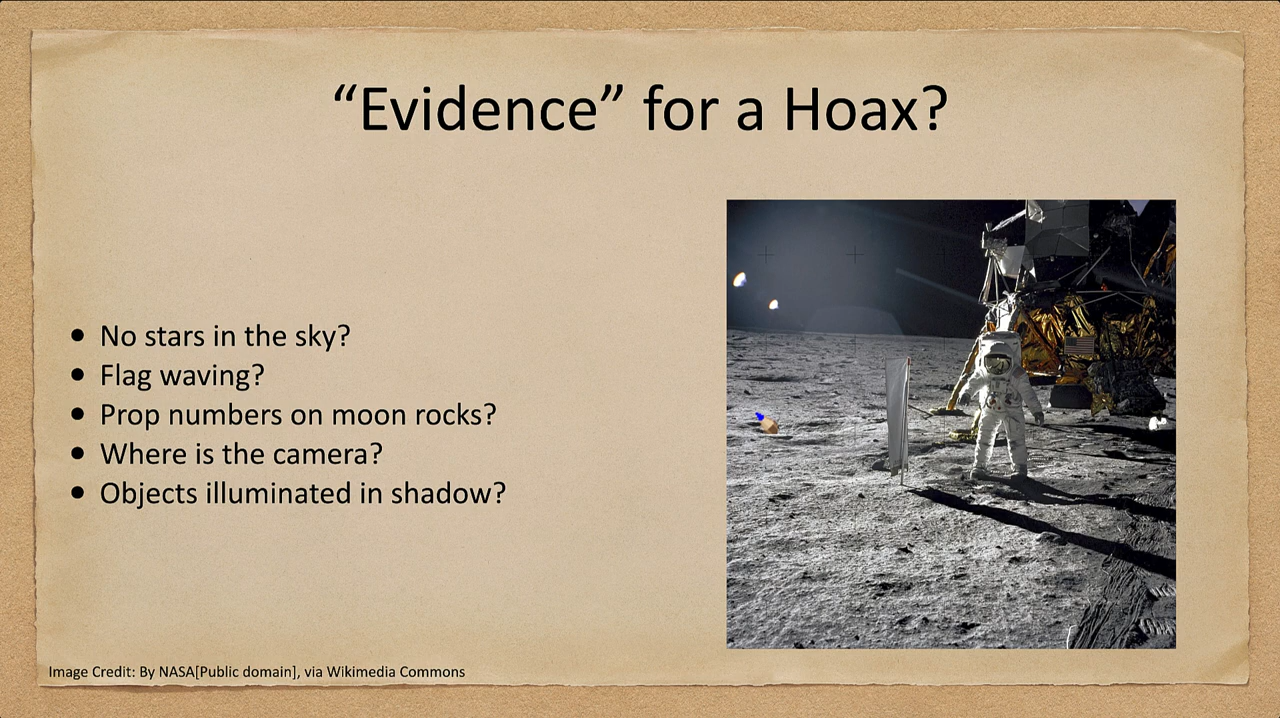 “Evidence” for a Hoax?
• No stars in the sky?
• Flag waving?
• Prop numbers on moon rocks?
• Where is the camera?
• Objects illuminated in shadow?
Image Credit: By NASA[Public domain], via Wikimedia Commons